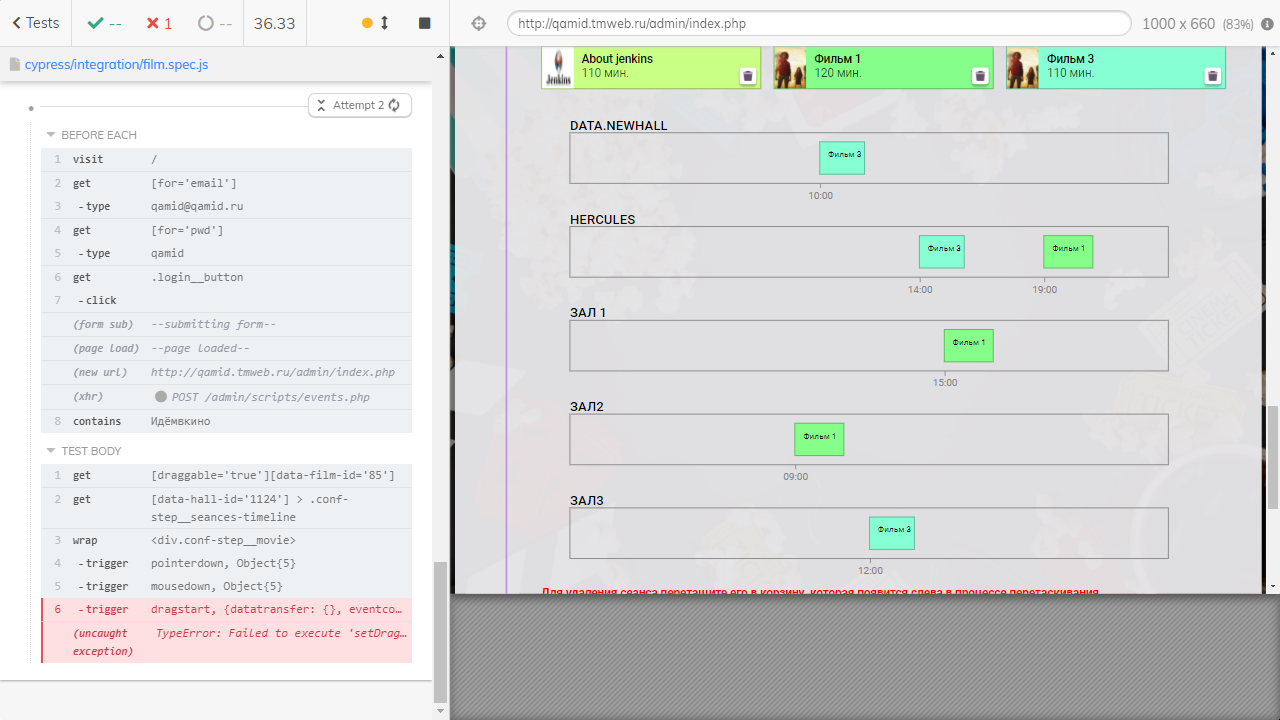 Tests
--
1
--
36.33
http://qamid.tmweb.ru/admin/index.php
1000 x 660 (83%)
cypress/integration/film.spec.js
Attempt 2
BEFORE EACH
1 visit /
2 get [for='email']
3 -type qamid@qamid.ru
4 get [for='pwd']
5 -type qamid
6 get .login__button
7 -click
(form sub) --submitting form--
(page load) --page loaded--
(new url) http://qamid.tmweb.ru/admin/index.php
(xhr) POST /admin/scripts/events.php
8 contains Идёмвкино
TEST BODY
1 get [draggable='true'][data-film-id='85']
2 get [data-hall-id='1124'] > .conf-
step__seances-timeline
3 wrap <div.conf-step__movie>
4 -trigger pointerdown, Object{5}
5 -trigger mousedown, Object{5}
6 -trigger dragstart, {datatransfer: {}, eventco…
(uncaught TypeError: Failed to execute 'setDrag…
exception)
Jenkins
About jenkins
110 мин.
Фильм 1
120 мин.
Фильм 3
110 мин.
DATA.NEWHALL
Фильм 3
10:00
HERCULES
Фильм 3
Фильм 1
14:00
19:00
ЗАЛ 1
Фильм 1
15:00
ЗАЛ2
Фильм 1
09:00
ЗАЛ3
Фильм 3
12:00
Для удаления сеанса перетащите его в корзину, которая появится слева в процессе перетаскивания